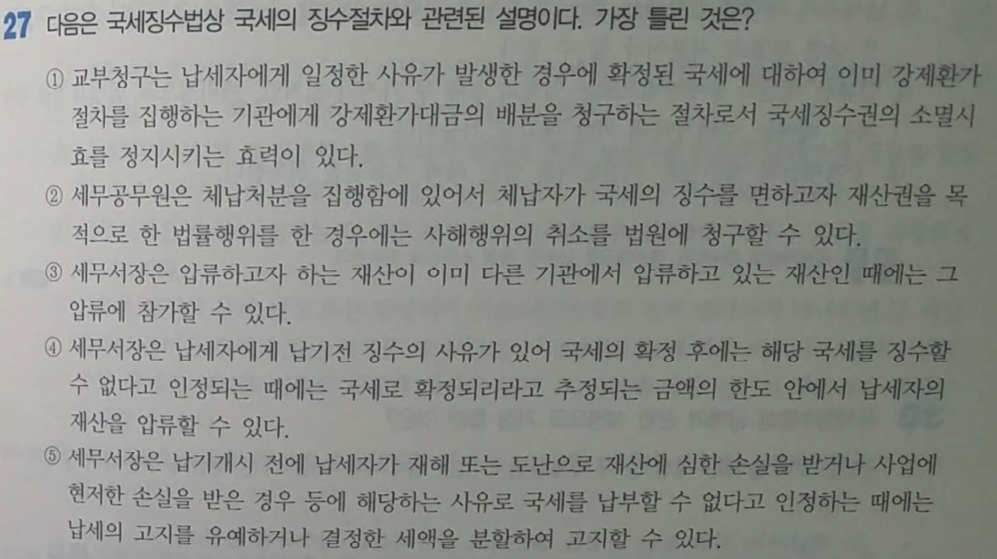 27 다음은 국세징수법상 국세의 징수절차와 관련된 설명이다. 가장 틀린 것은?
① 교부청구는 납세자에게 일정한 사유가 발생한 경우에 확정된 국세에 대하여 이미 강제환가
절차를 집행하는 기관에게 강제환가대금의 배분을 청구하는 절차로서 국세징수권의 소멸시
효를 정지시키는 효력이 있다.
② 세무공무원은 체납처분을 집행함에 있어서 체납자가 국세의 징수를 면하고자 재산권을 목
적으로 한 법률행위를 한 경우에는 사해행위의 취소를 법원에 청구할 수 있다.
③ 세무서장은 압류하고자 하는 재산이 이미 다른 기관에서 압류하고 있는 재산인 때에는 그
압류에 참가할 수 있다.
④ 세무서장은 납세자에게 납기전 징수의 사유가 있어 국세의 확정 후에는 해당 국세를 징수할
수 없다고 인정되는 때에는 국세로 확정되리라고 추정되는 금액의 한도 안에서 납세자의
재산을 압류할 수 있다.
⑤ 세무서장은 납기개시 전에 납세자가 재해 또는 도난으로 재산에 심한 손실을 받거나 사업에
현저한 손실을 받은 경우 등에 해당하는 사유로 국세를 납부할 수 없다고 인정하는 때에는
납세의 고지를 유예하거나 결정한 세액을 분할하여 고지할 수 있다.